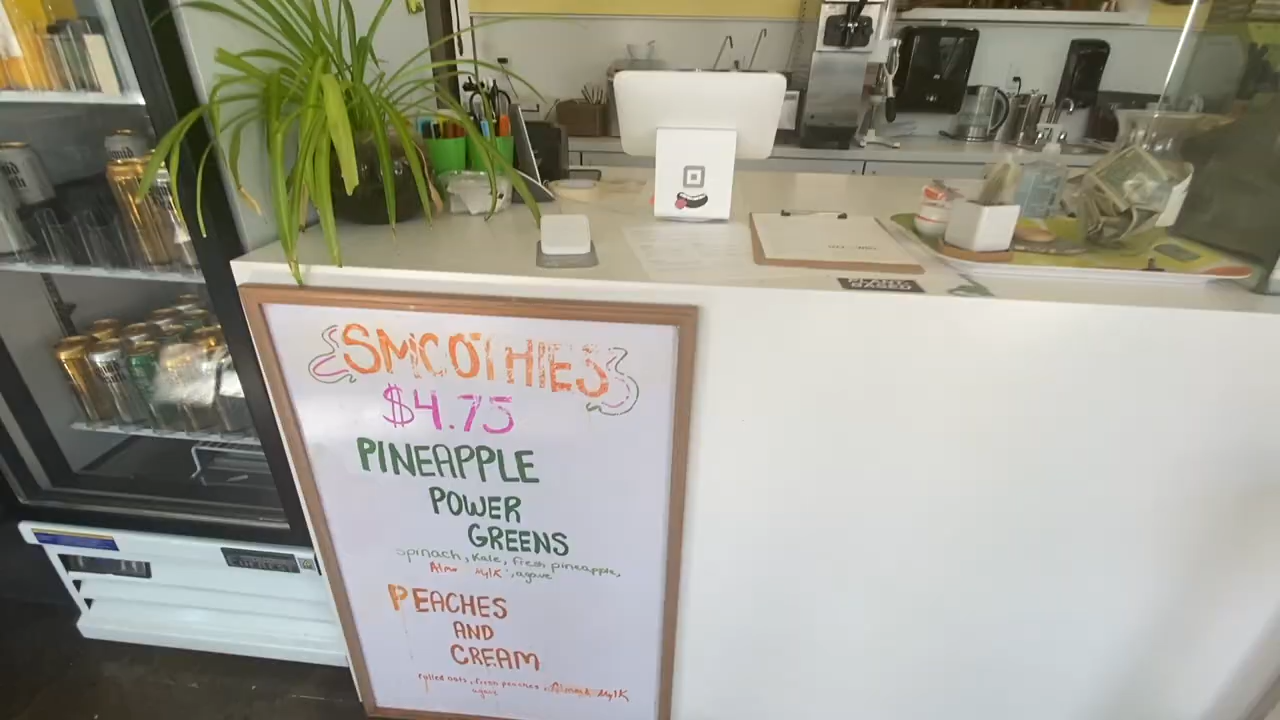 SMOOTHIES
$4.75
PINEAPPLE
POWER
GREENS
spinach, kale, fresh pineapple,
Mylk, agave
PEACHES
AND
CREAM
rolled oats, fresh peaches, Almond Mylk
agave